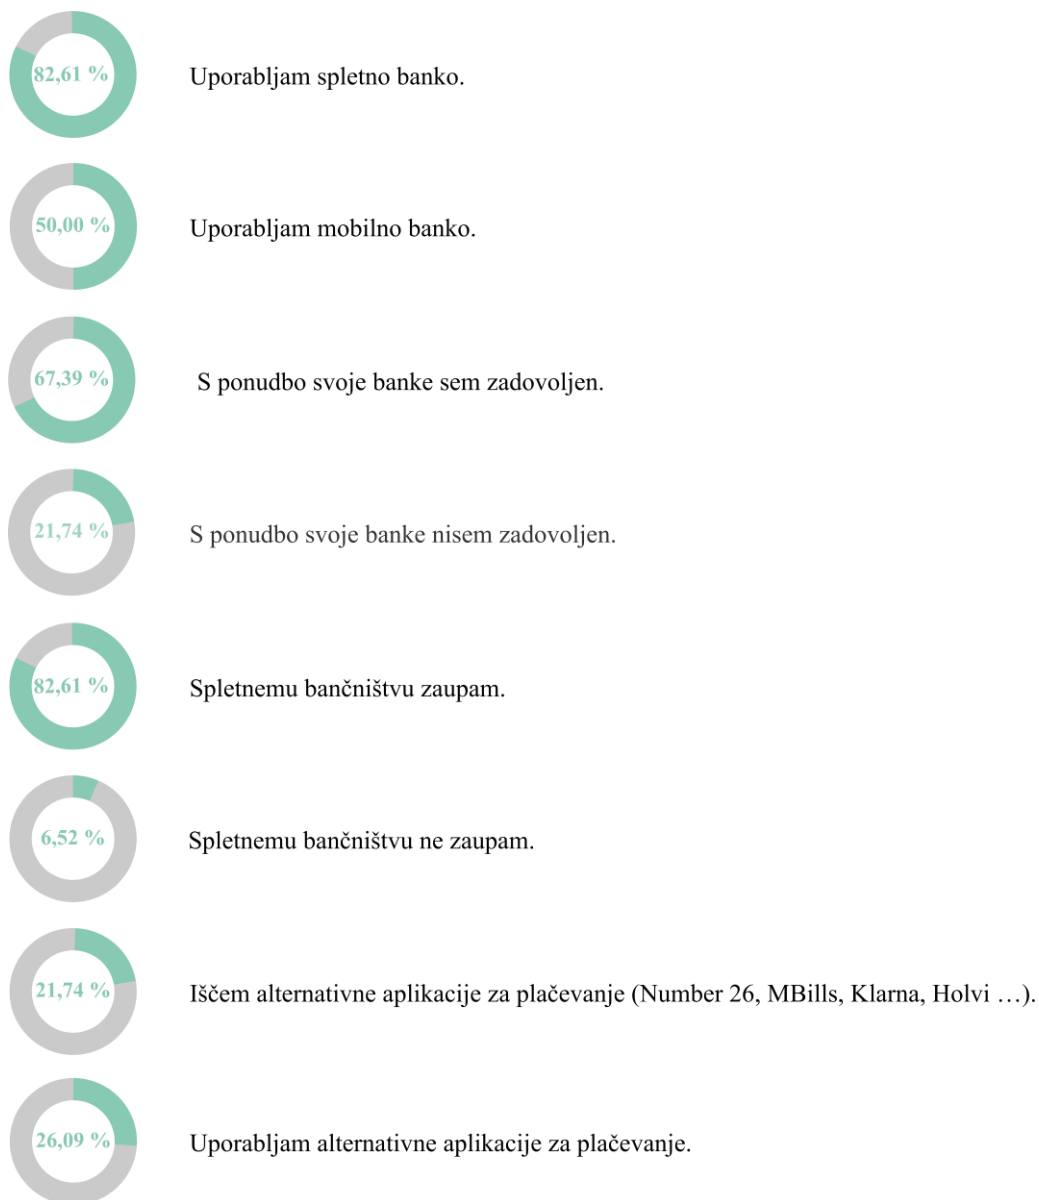 82,61 % Uporabljam spletno banko.
50,00 % Uporabljam mobilno banko.
67,39 % S ponudbo svoje banke sem zadovoljen.
21,74 % S ponudbo svoje banke nisem zadovoljen.
82,61 % Spletnemu bančništvu zaupam.
6,52 % Spletnemu bančništvu ne zaupam.
21,74 % Iščem alternativne aplikacije za plačevanje (Number 26, MBills, Klarna, Holvi …).
26,09 % Uporabljam alternativne aplikacije za plačevanje.